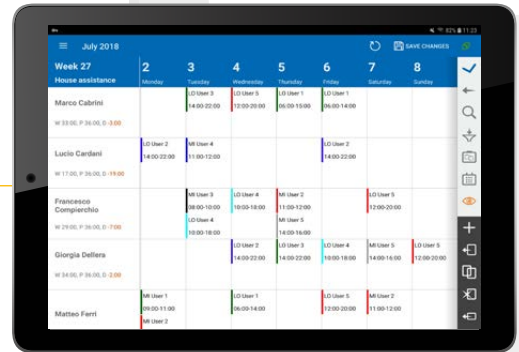 82% 11:23
July 2018
SAVE CHANGES
Week 27
House assistance
2 3 4 5 6 7 8
Monday Tuesday Wednesday Thursday Friday Saturday Sunday
Marco Cabrini
LO User 3 LO User 5 LO User 1 LO User 1
14:00-22:00 12:00-20:00 06:00-15:00 06:00-14:00
W 33:00, P 36:00, D -3:00
Lucio Cardani
LO User 2 MI User 4 LO User 2
14:00-22:00 11:00-12:00 14:00-22:00
W 17:00, P 36:00, D -19:00
Francesco
Compierchio
MI User 3 LO User 4 MI User 2 LO User 5
08:00-10:00 10:00-18:00 11:00-12:00 12:00-20:00
LO User 4 MI User 5
10:00-18:00 14:00-16:00
W 29:00, P 36:00, D -7:00
Giorgia Dellers
LO User 2 LO User 3 LO User 4 MI User 5 LO User 5
14:00-22:00 14:00-22:00 10:00-18:00 14:00-16:00 12:00-20:00
W 34:00, P 36:00, D -2:00
Matteo Ferri
MI User 1 LO User 1 LO User 5 MI User 2
09:00-11:00 06:00-14:00 12:00-20:00 11:00-12:00
MI User 2